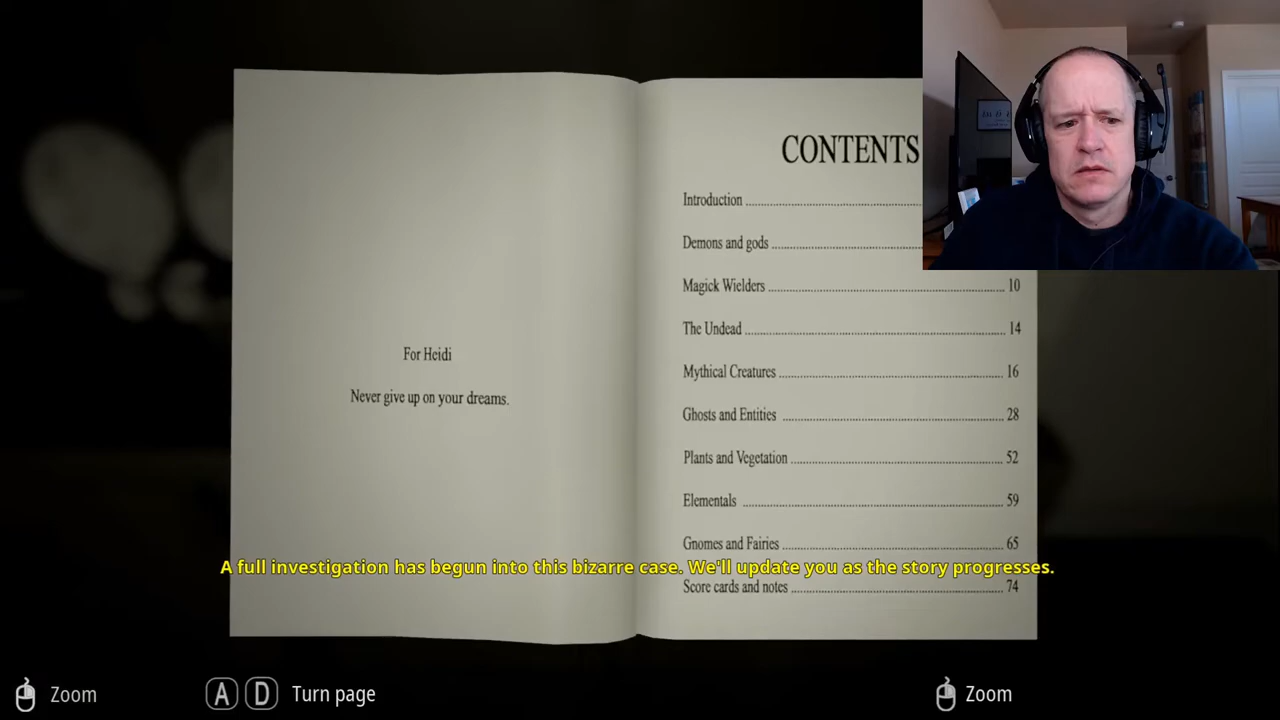 For Heidi
Never give up on your dreams.
CONTENTS
Introduction
Demons and gods
Magick Wielders 10
The Undead 14
Mythical Creatures 16
Ghosts and Entities 28
Plants and Vegetation 52
Elementals 59
Gnomes and Fairies 65
Score cards and notes 74
A full investigation has begun into this bizarre case. We'll update you as the story progresses.
Zoom
A D Turn page
Zoom